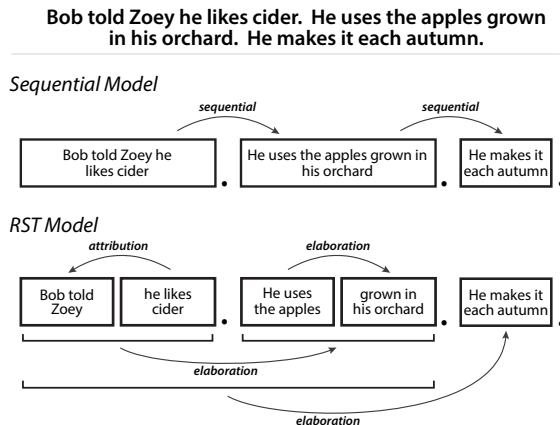 Bob told Zoey he likes cider. He uses the apples grown
in his orchard. He makes it each autumn.
Sequential Model
sequential
sequential
Bob told Zoey he
likes cider
.
He uses the apples grown in
his orchard
.
He makes it
each autumn
.
RST Model
attribution
elaboration
Bob told
Zoey
he likes
cider
.
He uses
the apples
grown in
his orchard
.
He makes it
each autumn
.
elaboration
elaboration